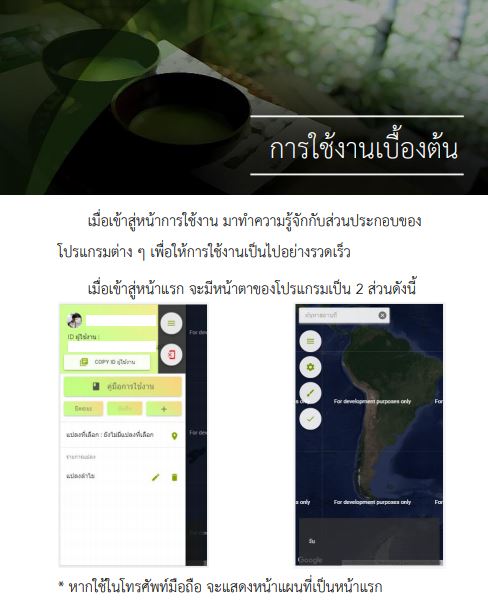 การใช้งานเบื้องต้น
เมื่อเข้าสู่หน้าการใช้งาน มาทำความรู้จักกับส่วนประกอบของ
โปรแกรมต่าง ๆ เพื่อให้การใช้งานเป็นไปอย่างรวดเร็ว
เมื่อเข้าสู่หน้าแรก จะมีหน้าตาของโปรแกรมเป็น 2 ส่วนดังนี้
ID ผู้ใช้งาน :
COPY ID ผู้ใช้งาน
คู่มือการใช้งาน
แปลงที่เลือก : ยังไม่มีแปลงที่เลือก
รายการแปลง
แปลงลำไย
For dev
For dev
ค้นหาสถานที่
For development purposes only
For
s only
For development purposes only
For
วัน
Google
* หากใช้ในโทรศัพท์มือถือ จะแสดงหน้าแผนที่เป็นหน้าแรก